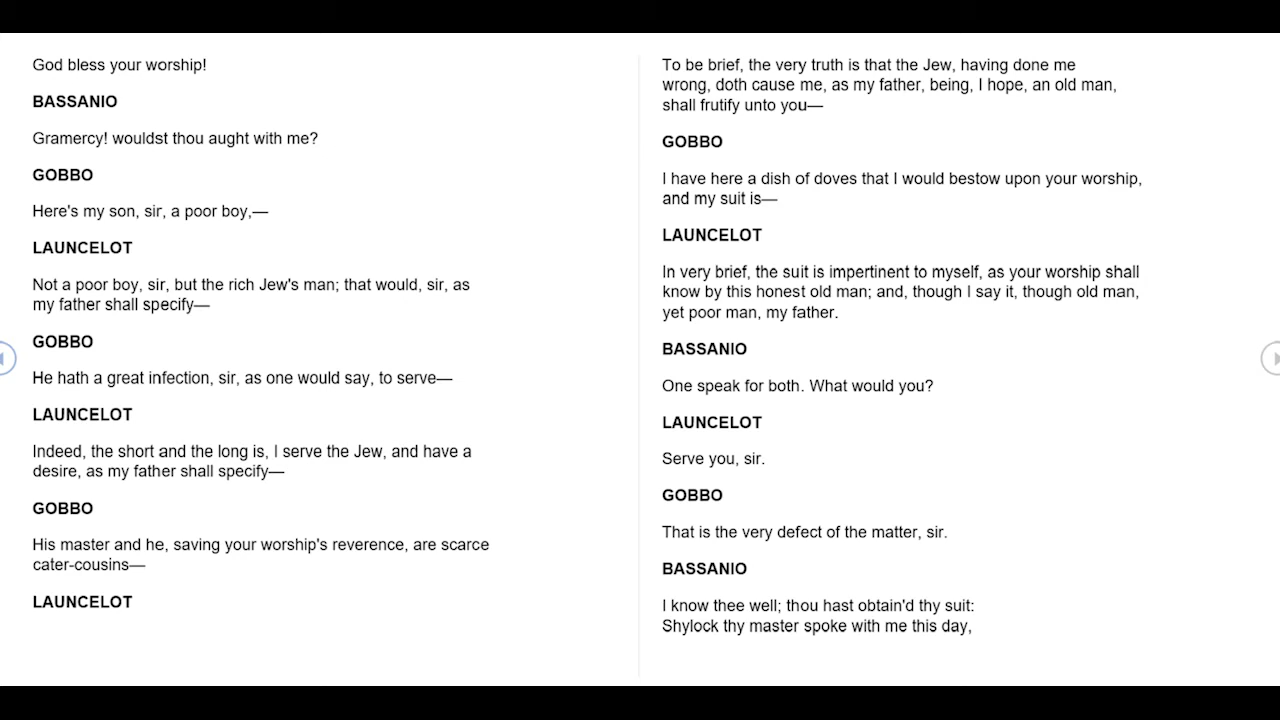 God bless your worship!
BASSANIO
Gramercy! wouldst thou aught with me?
GOBBO
Here's my son, sir, a poor boy,—
LAUNCELOT
Not a poor boy, sir, but the rich Jew's man; that would, sir, as
my father shall specify—
GOBBO
He hath a great infection, sir, as one would say, to serve—
LAUNCELOT
Indeed, the short and the long is, I serve the Jew, and have a
desire, as my father shall specify—
GOBBO
His master and he, saving your worship's reverence, are scarce
cater-cousins—
LAUNCELOT
To be brief, the very truth is that the Jew, having done me
wrong, doth cause me, as my father, being, I hope, an old man,
shall frutify unto you—
GOBBO
I have here a dish of doves that I would bestow upon your worship,
and my suit is—
LAUNCELOT
In very brief, the suit is impertinent to myself, as your worship shall
know by this honest old man; and, though I say it, though old man,
yet poor man, my father.
BASSANIO
One speak for both. What would you?
LAUNCELOT
Serve you, sir.
GOBBO
That is the very defect of the matter, sir.
BASSANIO
I know thee well; thou hast obtain'd thy suit:
Shylock thy master spoke with me this day,